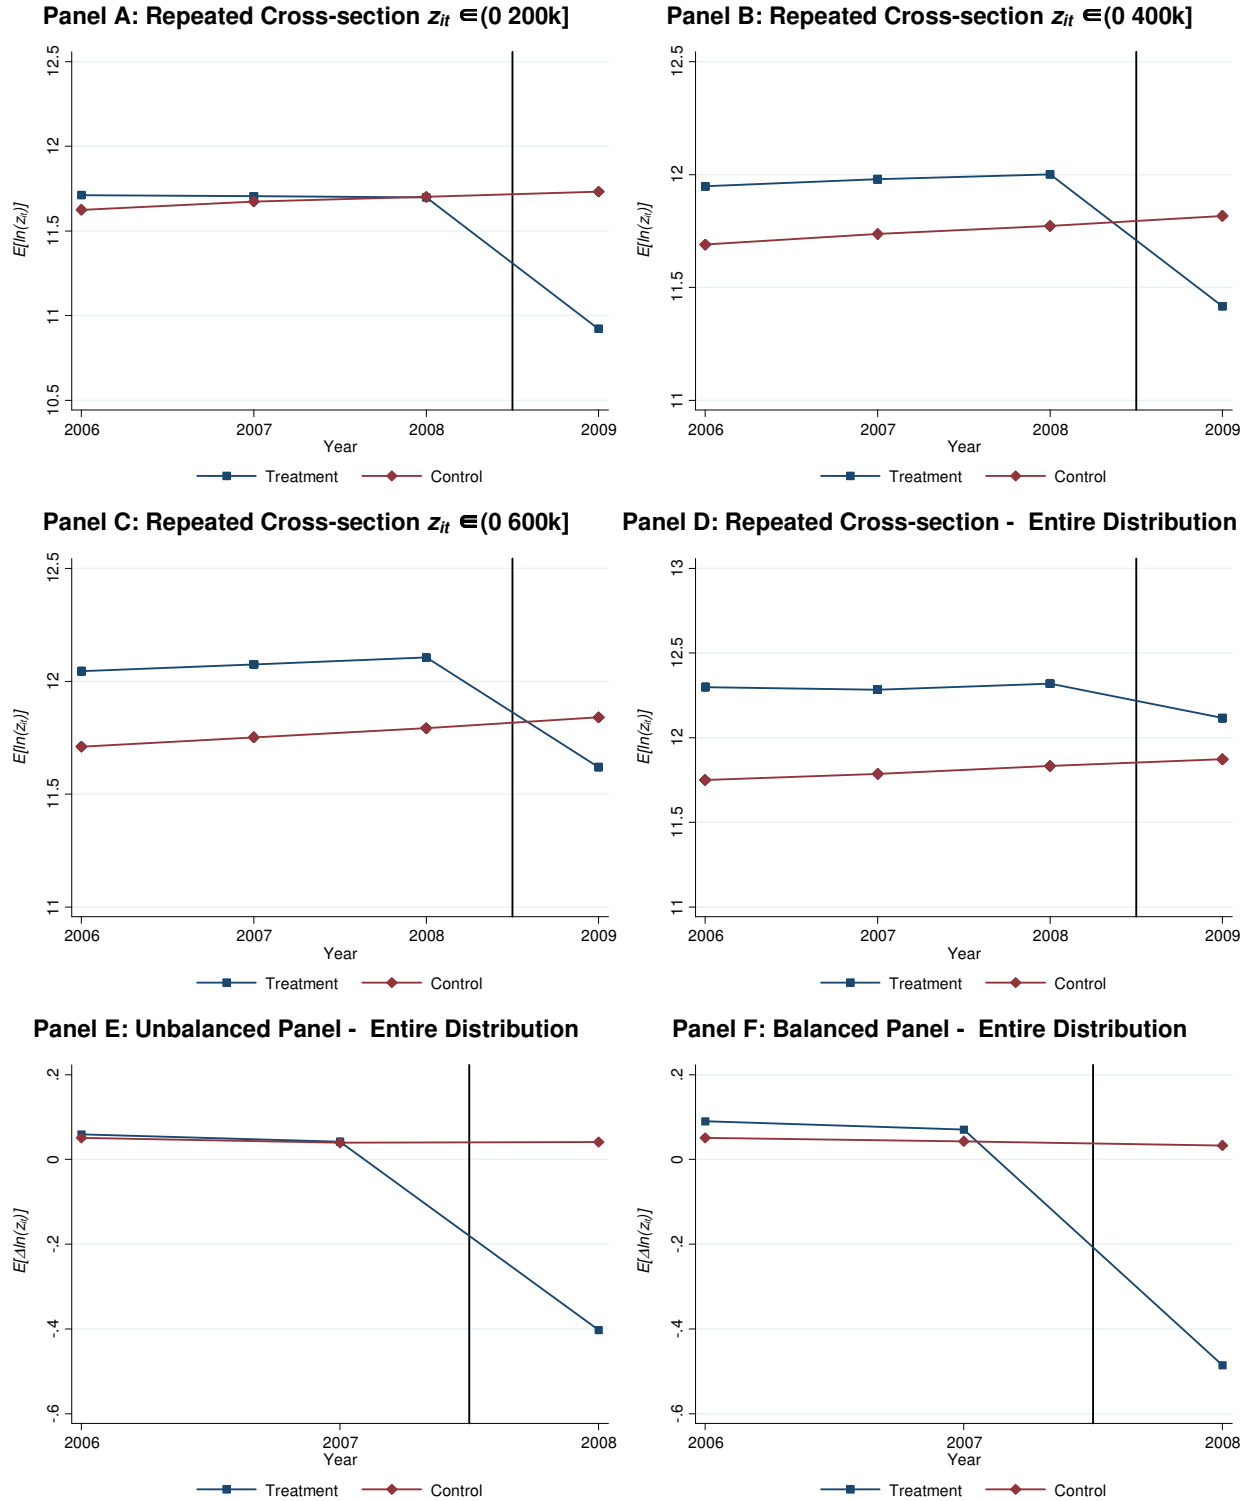 Panel A: Repeated Cross-section z_it ∈(0 200k]
12.5
12
11.5
11
10.5
E[ln(z_it)]
2006 2007 2008 2009
Year
Treatment Control
Panel B: Repeated Cross-section z_it ∈(0 400k]
12.5
12
11.5
11
E[ln(z_it)]
2006 2007 2008 2009
Year
Treatment Control
Panel C: Repeated Cross-section z_it ∈(0 600k]
12.5
12
11.5
11
E[ln(z_it)]
2006 2007 2008 2009
Year
Treatment Control
Panel D: Repeated Cross-section - Entire Distribution
13
12.5
12
11.5
11
E[ln(z_it)]
2006 2007 2008 2009
Year
Treatment Control
Panel E: Unbalanced Panel - Entire Distribution
.2
0
-.2
-.4
-.6
E[Δln(z_it)]
2006 2007 2008
Year
Treatment Control
Panel F: Balanced Panel - Entire Distribution
.2
0
-.2
-.4
-.6
E[Δln(z_it)]
2006 2007 2008
Year
Treatment Control